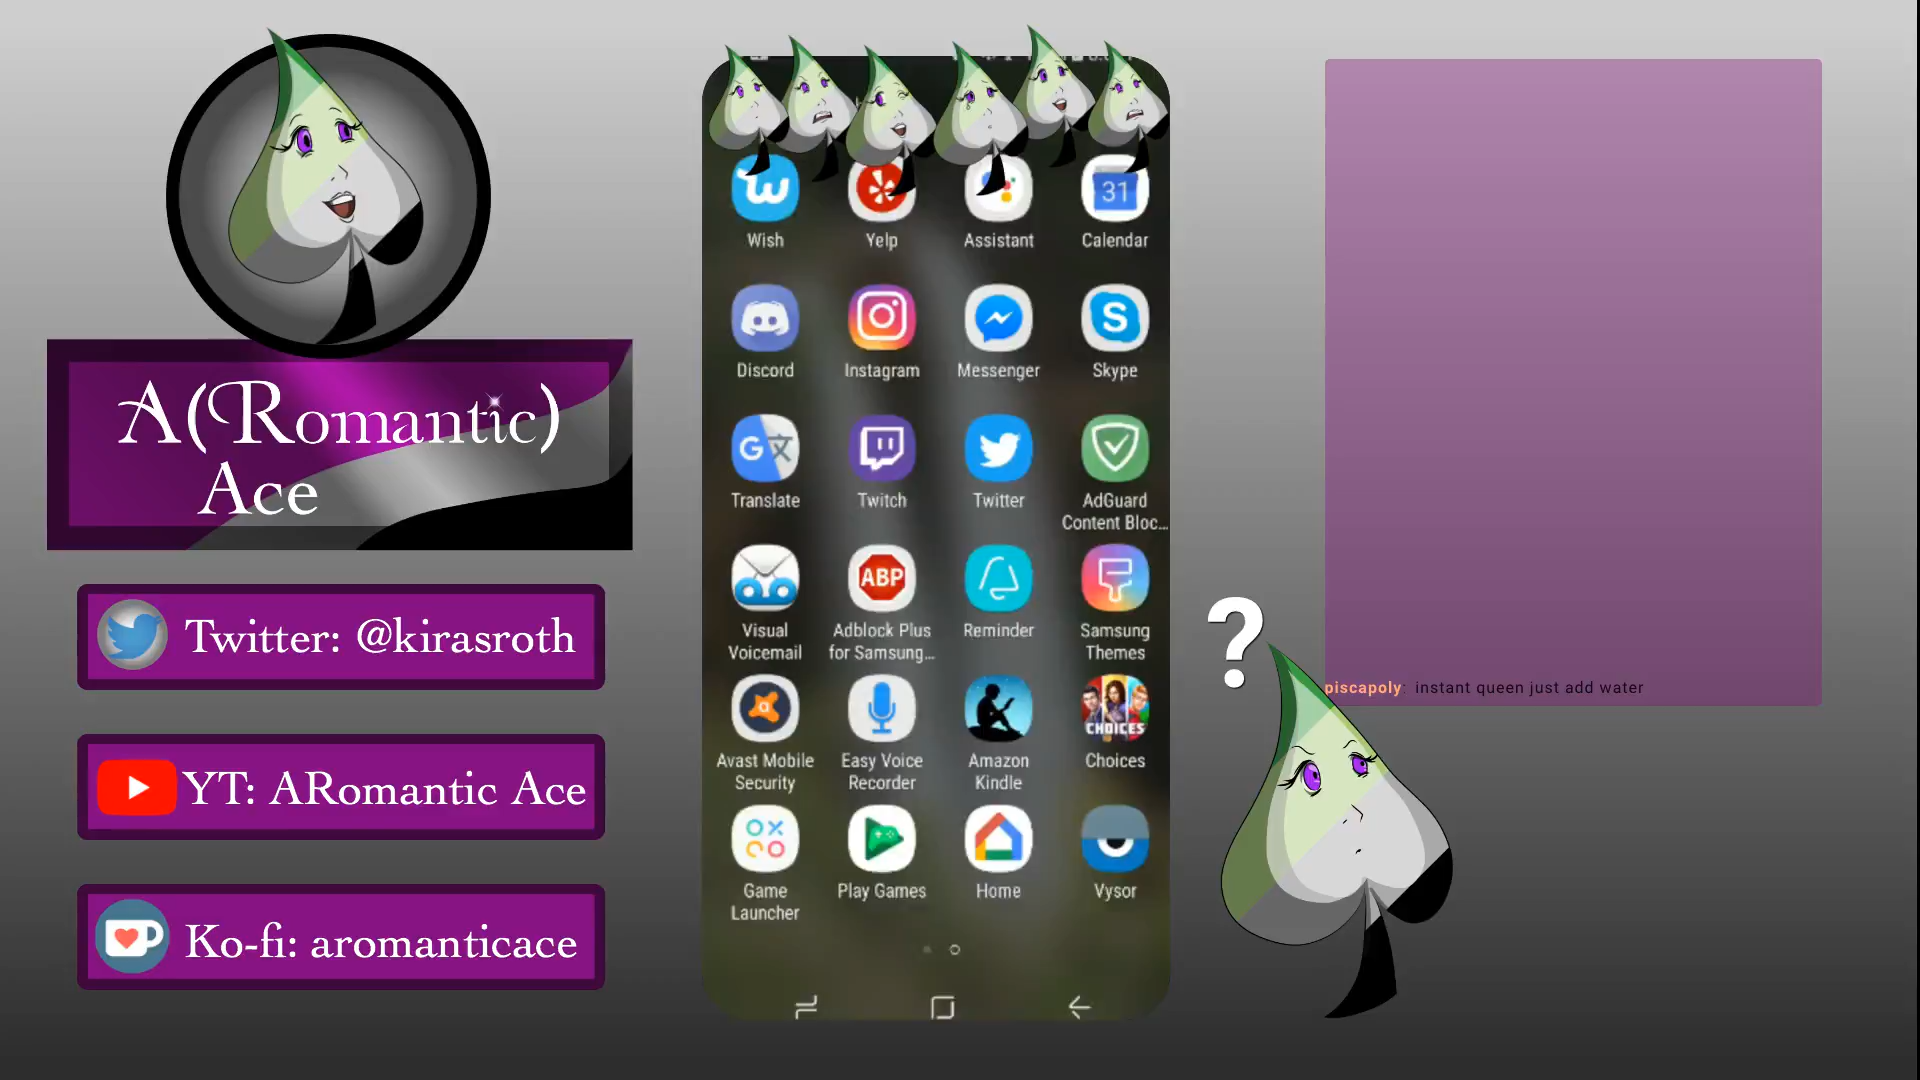 A(Romantic)
Ace
Twitter: @kirasroth
YT: ARomantic Ace
Ko-fi: aromanticace
Wish
Yelp
Assistant
31
Calendar
Discord
Instagram
Messenger
S
Skype
G文
Translate
Twitch
Twitter
AdGuard
Content Bloc...
Visual
Voicemail
ABP
Adblock Plus
for Samsung...
Reminder
Samsung
Themes
a
Avast Mobile
Security
Easy Voice
Recorder
Amazon
Kindle
CHOICES
Choices
Game
Launcher
Play Games
Home
Vysor
?
piscapoly: instant queen just add water